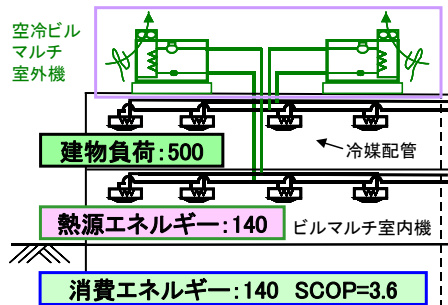 空冷ビル
マルチ
室外機
建物負荷:500
冷媒配管
熱源エネルギー:140
ビルマルチ室内機
消費エネルギー:140 SCOP=3.6